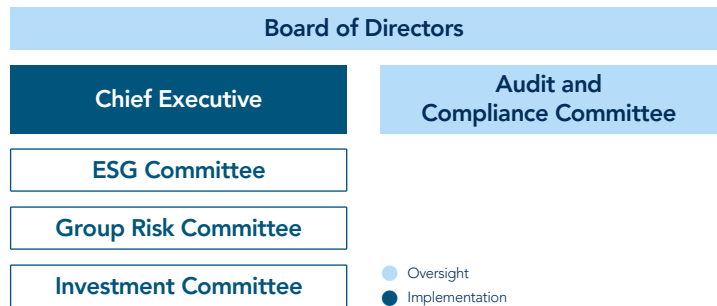 Board of Directors
Chief Executive
Audit and
Compliance Committee
ESG Committee
Group Risk Committee
Investment Committee
Oversight
Implementation